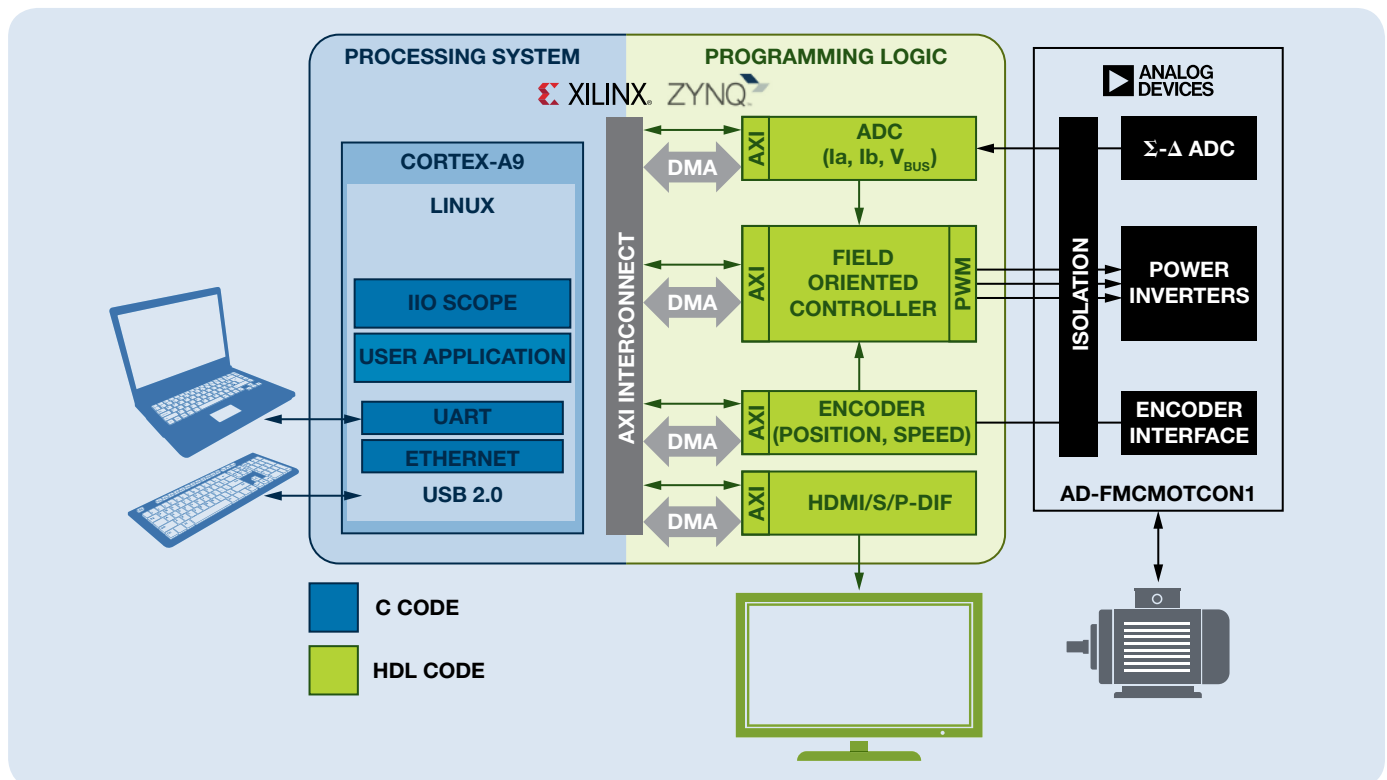 PROCESSING SYSTEM
PROGRAMMING LOGIC
XILINX®
ZYNQ™
CORTEX-A9
LINUX
IIO SCOPE
USER APPLICATION
UART
ETHERNET
USB 2.0
AXI INTERCONNECT
DMA
AXI
ADC
(Ia, Ib, VBUS)
DMA
AXI
FIELD
ORIENTED
CONTROLLER
PWM
DMA
AXI
ENCODER
(POSITION, SPEED)
DMA
AXI
HDMI/S/P-DIF
ANALOG
DEVICES
ISOLATION
Σ-Δ ADC
POWER
INVERTERS
ENCODER
INTERFACE
AD-FMCMOTCON1
C CODE
HDL CODE